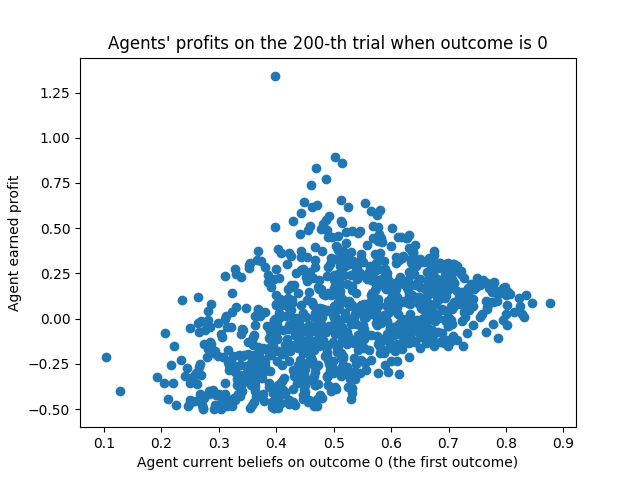 Agents' profits on the 200-th trial when outcome is 0
1.25
1.00
0.75
0.50
0.25
0.00
−0.25
−0.50
Agent earned profit
0.1 0.2 0.3 0.4 0.5 0.6 0.7 0.8 0.9
Agent current beliefs on outcome 0 (the first outcome)